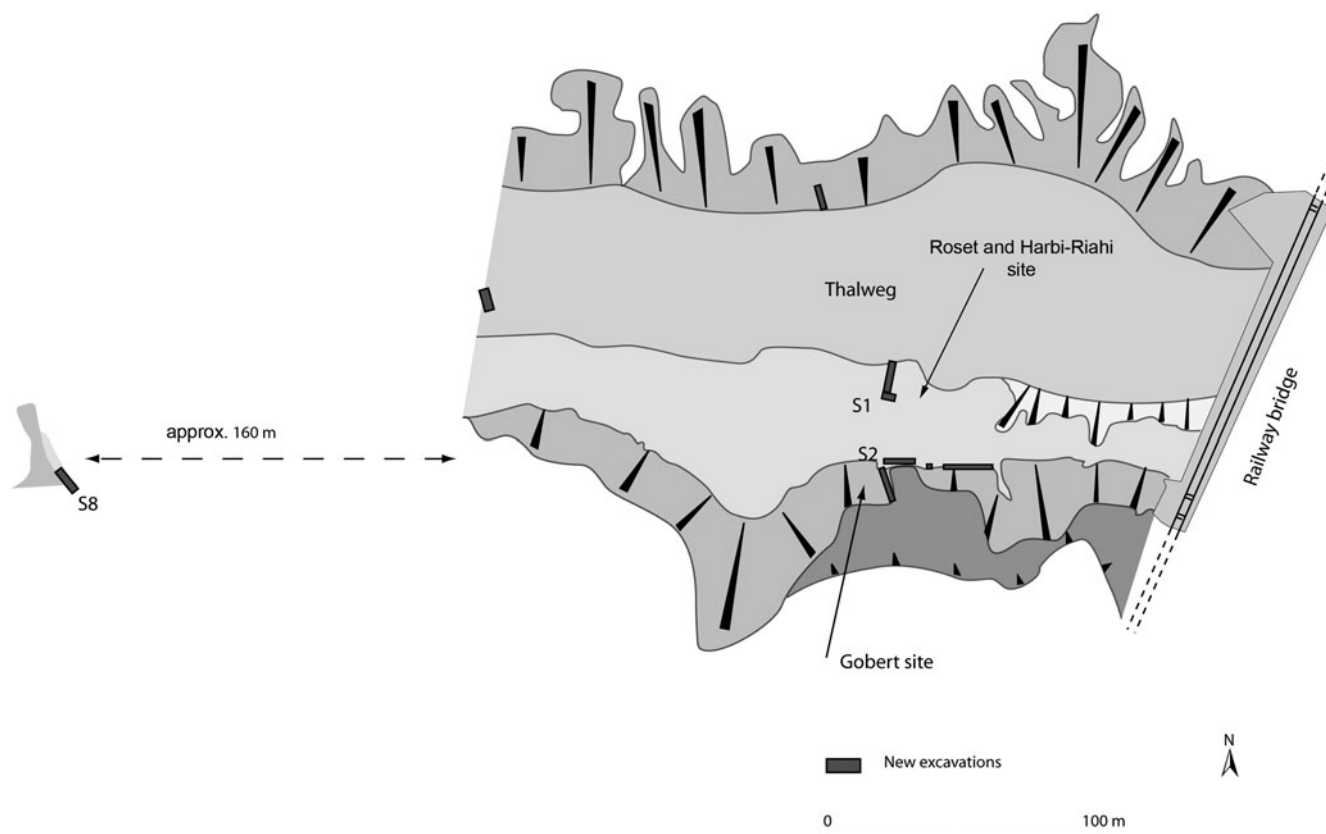 Roset and Harbi-Riahi
site
Thalweg
S1
approx. 160 m
S2
S8
Railway bridge
Gobert site
N
New excavations
0 100 m